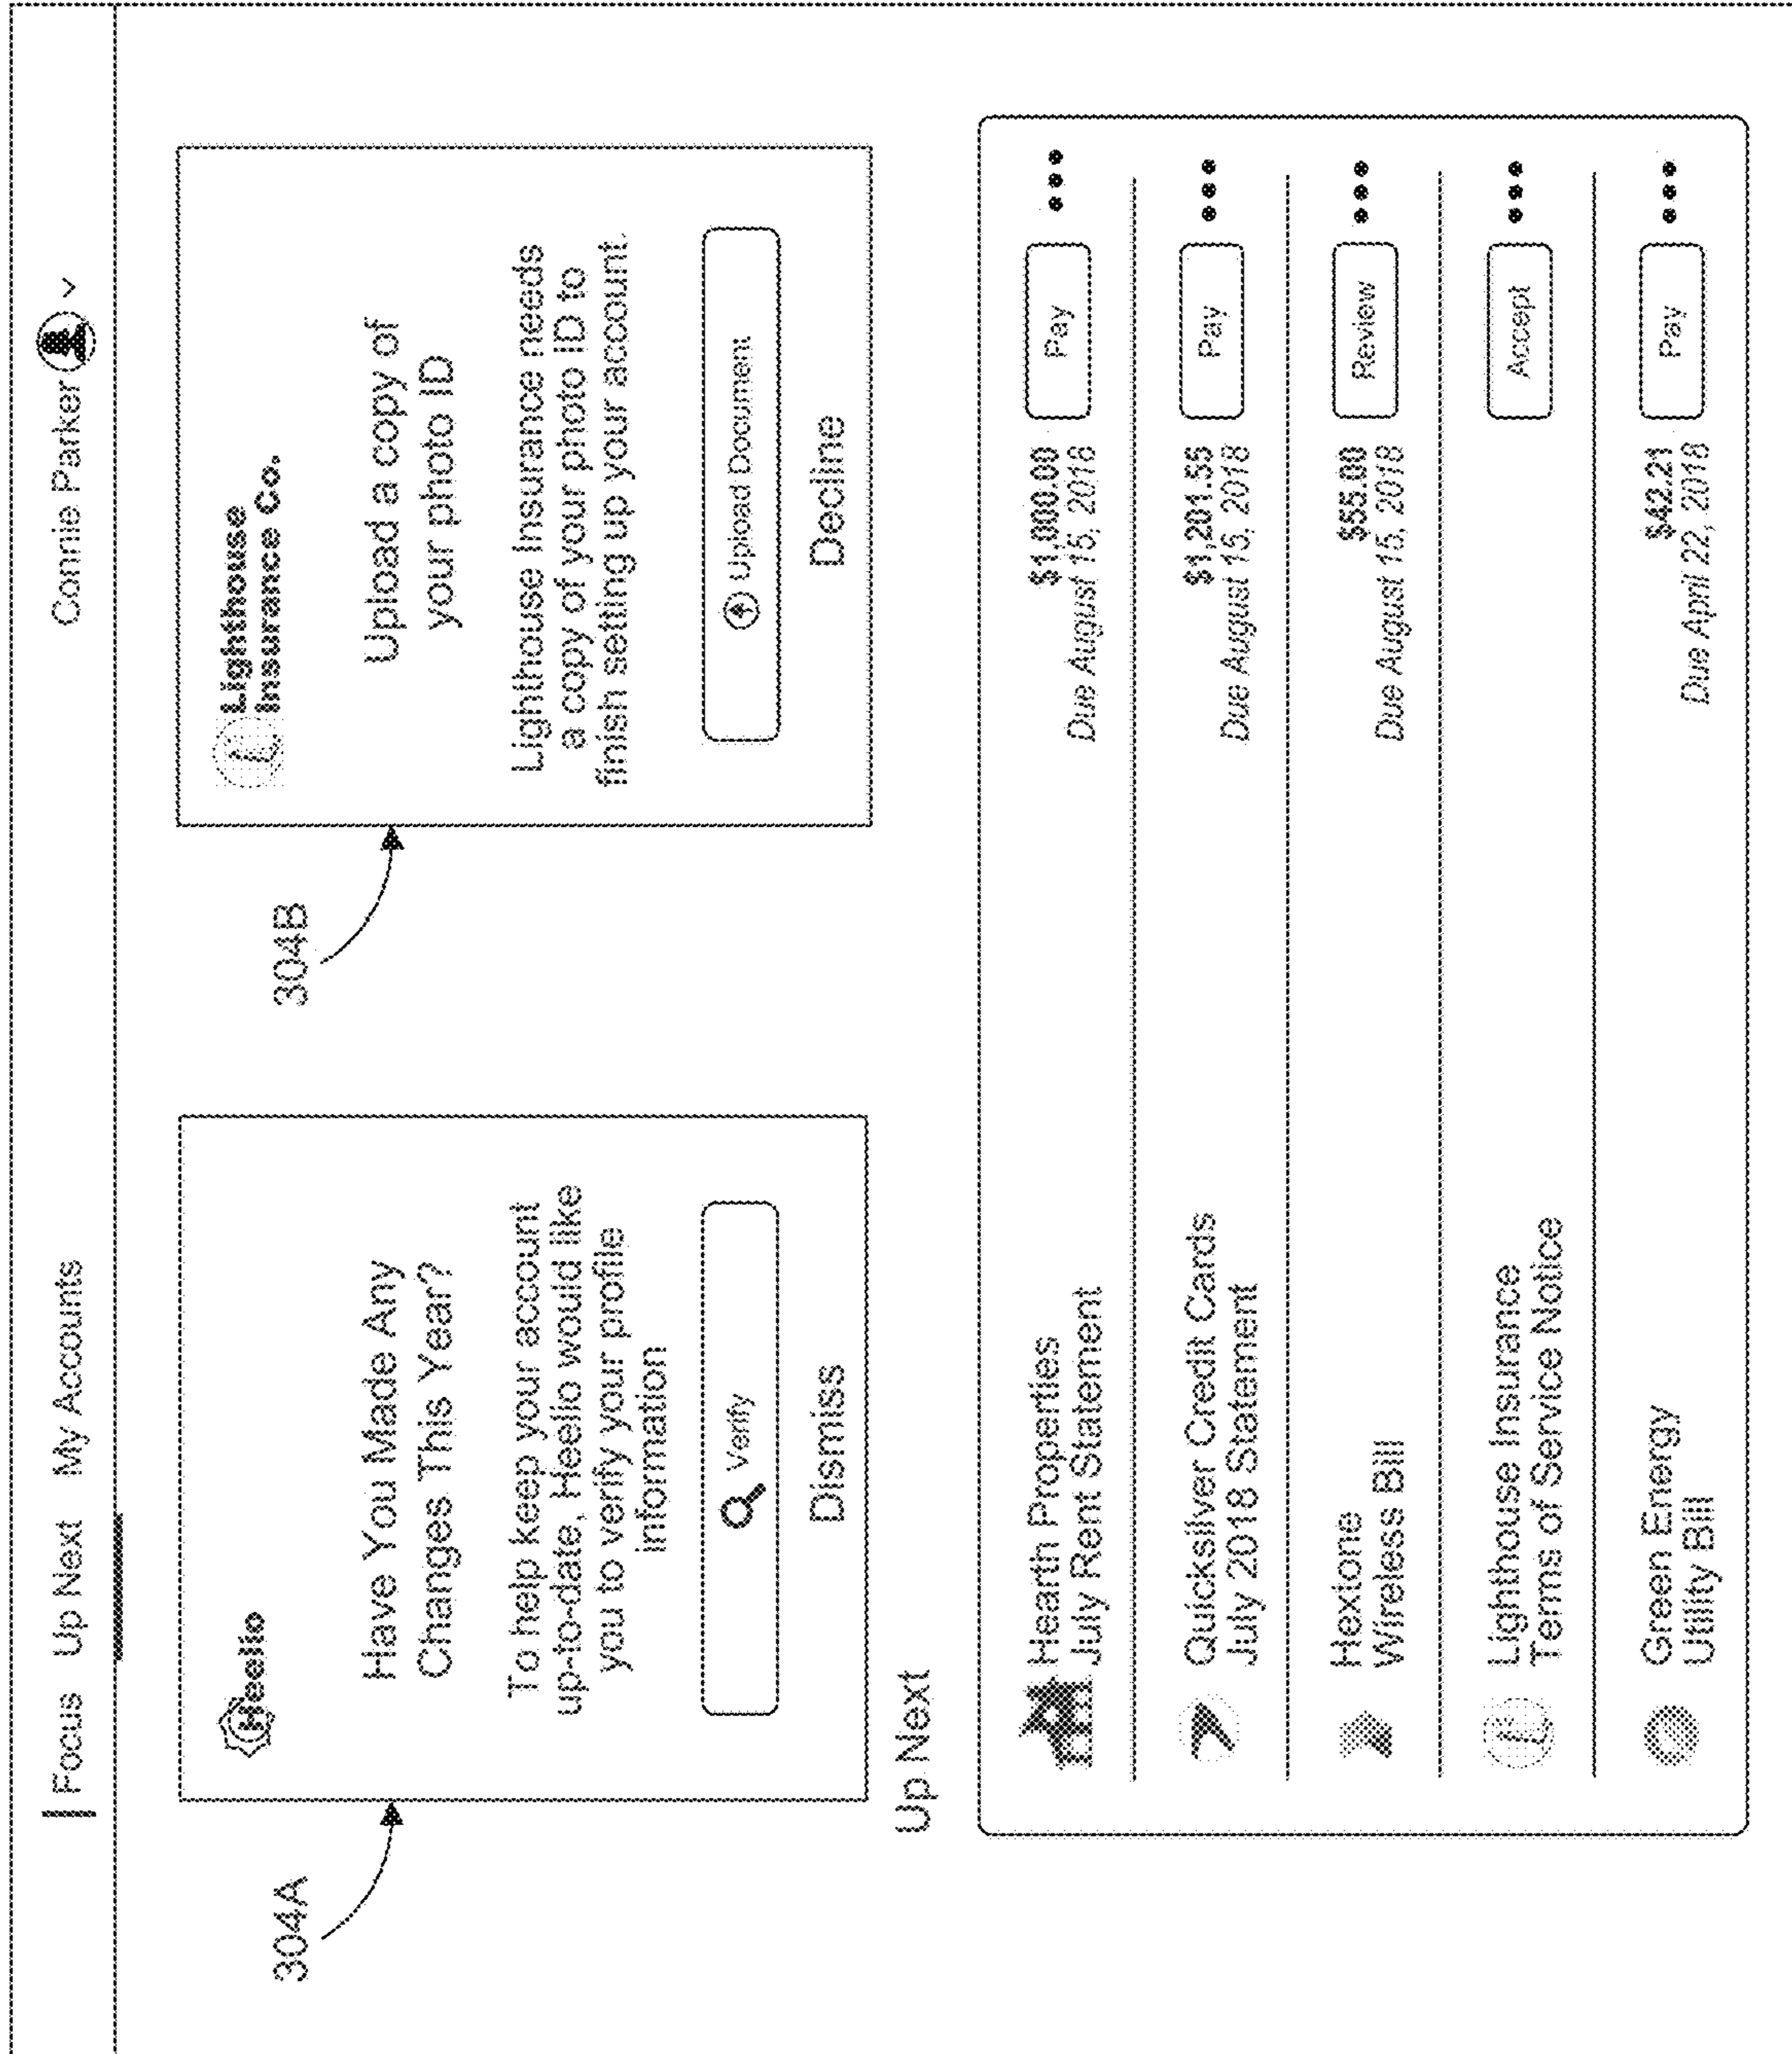 Focus Up Next My Accounts Connie Parker
304A
Heelio
Have You Made Any
Changes This Year?
To help keep your account
up-to-date, Heelio would like
you to verify your profile
information
Verify
Dismiss
304B
Lighthouse
Insurance Co.
Upload a copy of
your photo ID
Lighthouse Insurance needs
a copy of your photo ID to
finish setting up your account.
Upload Document
Decline
Up Next
Hearth Properties $1,000.00 Pay
July Rent Statement Due August 15, 2018
Quicksilver Credit Cards $1,201.55 Pay
July 2018 Statement Due August 15, 2018
Hextone $55.00 Review
Wireless Bill Due August 15, 2018
L
Lighthouse Insurance Accept
Terms of Service Notice
Green Energy $42.21 Pay
Utility Bill Due April 22, 2018